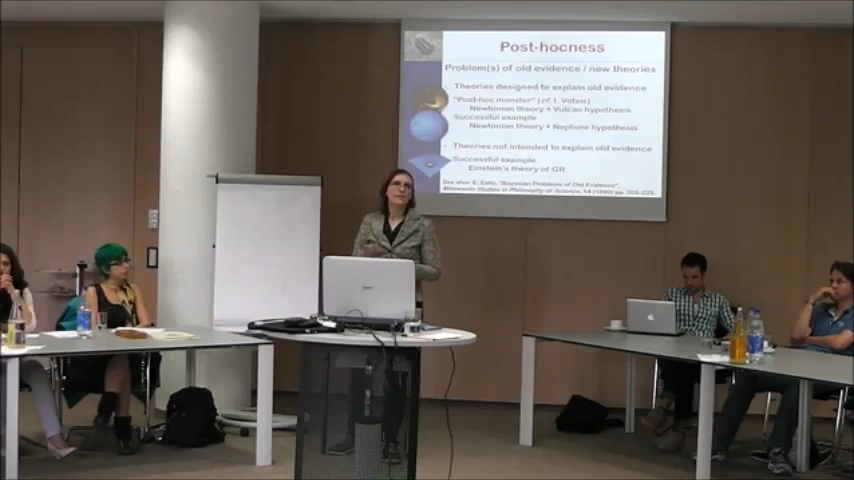 Post-hocness
Problem(s) of old evidence / new theories
Theories designed to explain old evidence
"Post-hoc monster" (cf. I. Votsis)
Newtonian theory + Vulcan hypothesis
Successful example
Newtonian theory + Neptune hypothesis
Theories not intended to explain old evidence
Successful example
Einstein's theory of GR
See also: E. Eells, "Bayesian Problems of Old Evidence",
Minnesota Studies in Philosophy of Science, 14 (1990) pp. 205–223.